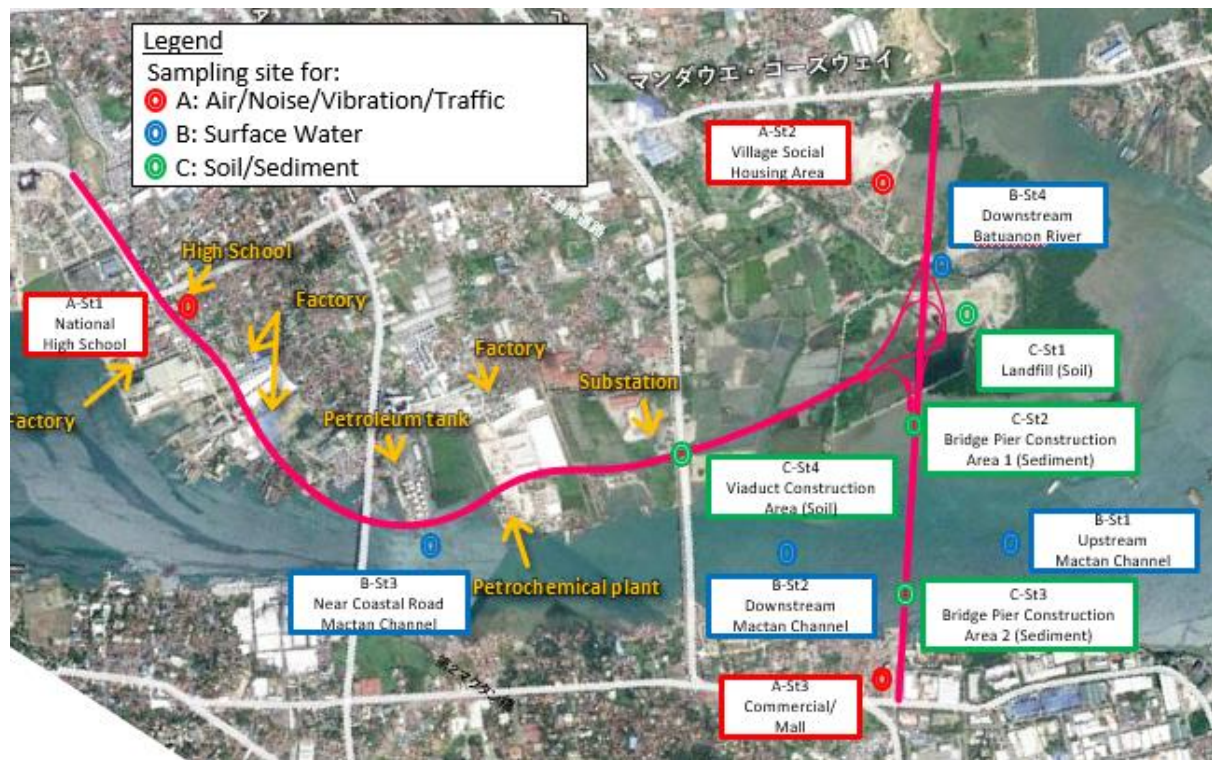 Legend
Sampling site for:
A: Air/Noise/Vibration/Traffic
B: Surface Water
C: Soil/Sediment
マンダウエ・コーズウェイ
A-St2
Village Social
Housing Area
B-St4
Downstream
Batuanon River
High School
A-St1
National
High School
Factory
Factory
Substation
C-St1
Landfill (Soil)
actory
Petroleum tank
C-St2
Bridge Pier Construction
Area 1 (Sediment)
C-St4
Viaduct Construction
Area (Soil)
B-St1
Upstream
Mactan Channel
B-St3
Near Coastal Road
Mactan Channel
Petrochemical plant
B-St2
Downstream
Mactan Channel
C-St3
Bridge Pier Construction
Area 2 (Sediment)
A-St3
Commercial/
Mall